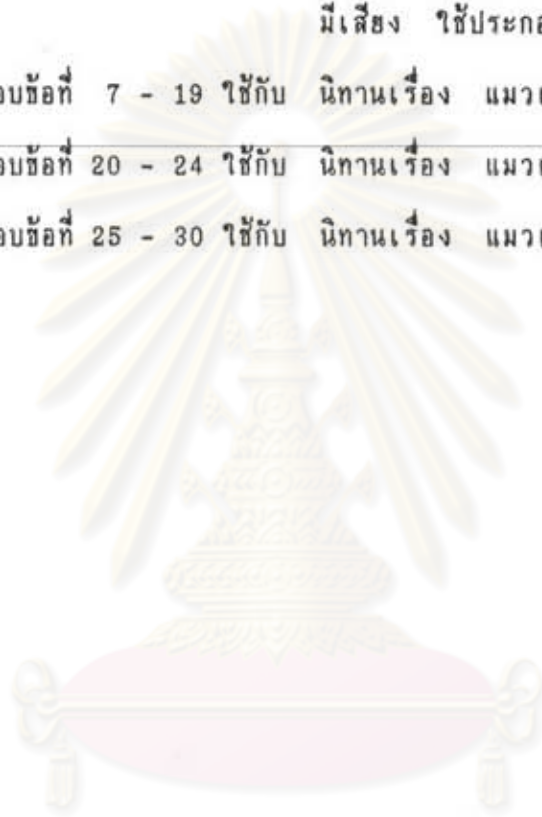 มีเสียง ใช้ประกอ
อบข้อที่ 7 - 19 ใช้กับ นิทานเรื่อง แมว
อบข้อที่ 20 - 24 ใช้กับ นิทานเรื่อง แมว
อบข้อที่ 25 - 30 ใช้กับ นิทานเรื่อง แมว